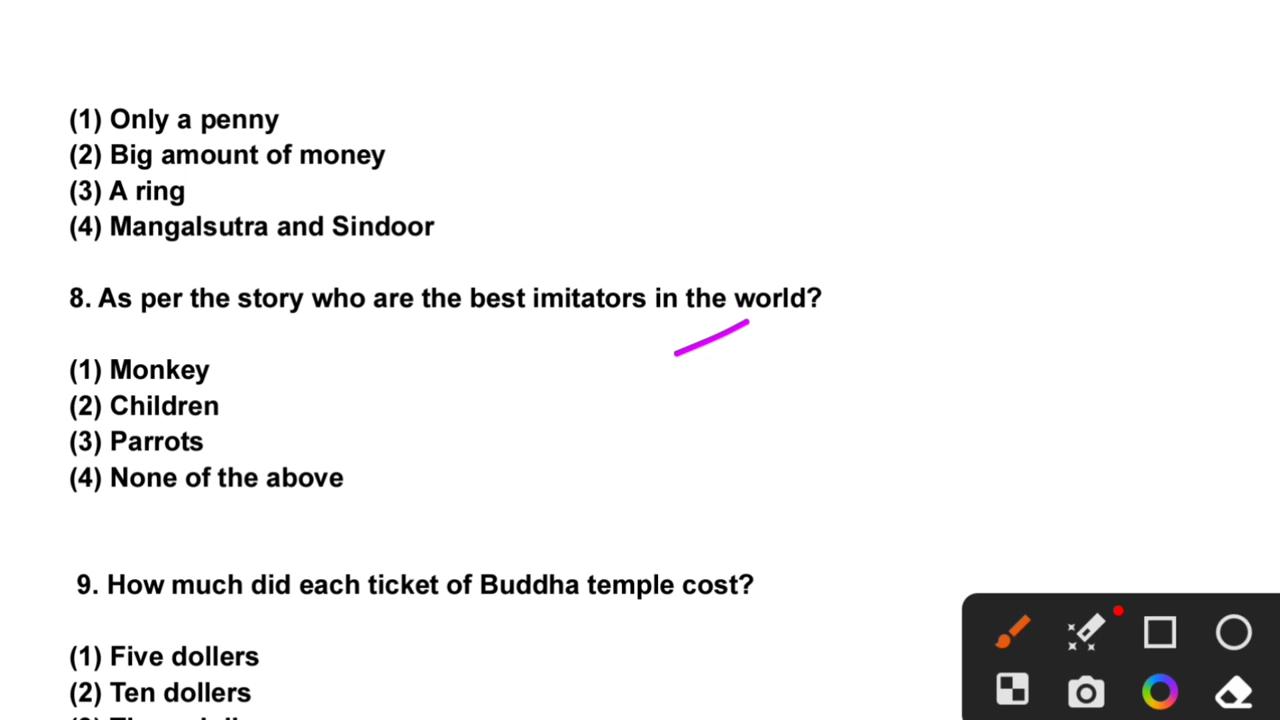 (1) Only a penny
(2) Big amount of money
(3) A ring
(4) Mangalsutra and Sindoor
8. As per the story who are the best imitators in the world?
(1) Monkey
(2) Children
(3) Parrots
(4) None of the above
9. How much did each ticket of Buddha temple cost?
(1) Five dollers
(2) Ten dollers